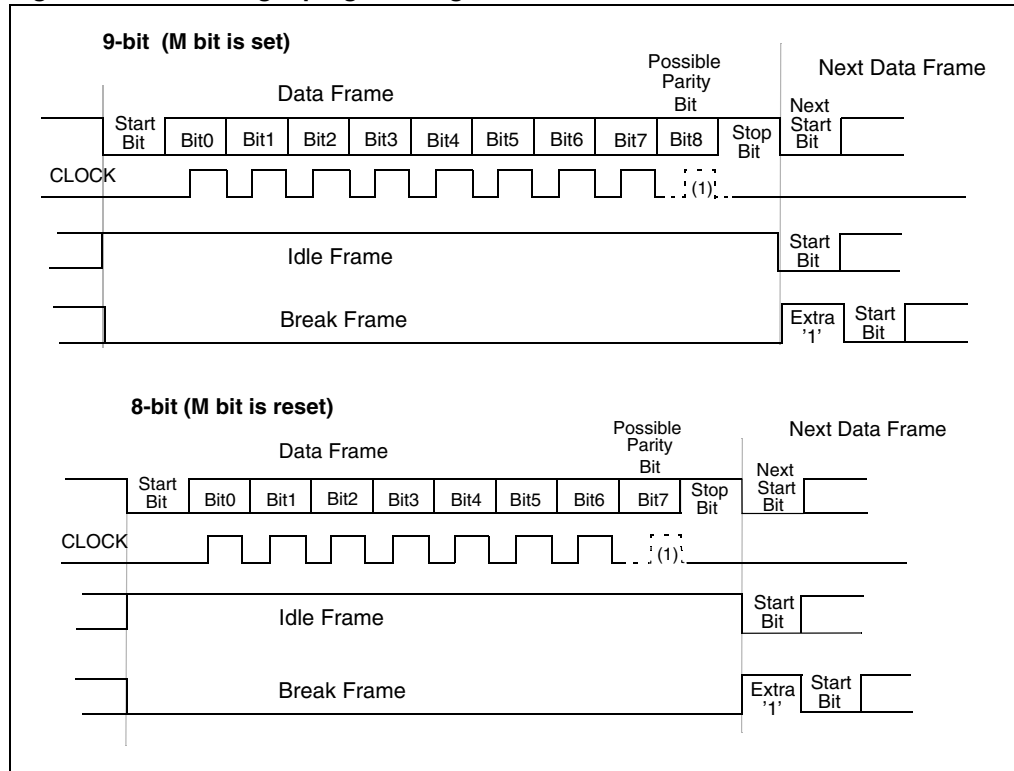 9-bit (M bit is set)
Possible
Parity
Bit
Next Data Frame
Data Frame
Start
Bit
Bit0
Bit1
Bit2
Bit3
Bit4
Bit5
Bit6
Bit7
Bit8
Stop
Bit
Next
Start
Bit
CLOCK
(1)
Idle Frame
Start
Bit
Break Frame
Extra
'1'
Start
Bit
8-bit (M bit is reset)
Possible
Parity
Bit
Next Data Frame
Data Frame
Start
Bit
Bit0
Bit1
Bit2
Bit3
Bit4
Bit5
Bit6
Bit7
Stop
Bit
Next
Start
Bit
CLOCK
(1)
Idle Frame
Start
Bit
Break Frame
Extra
'1'
Start
Bit